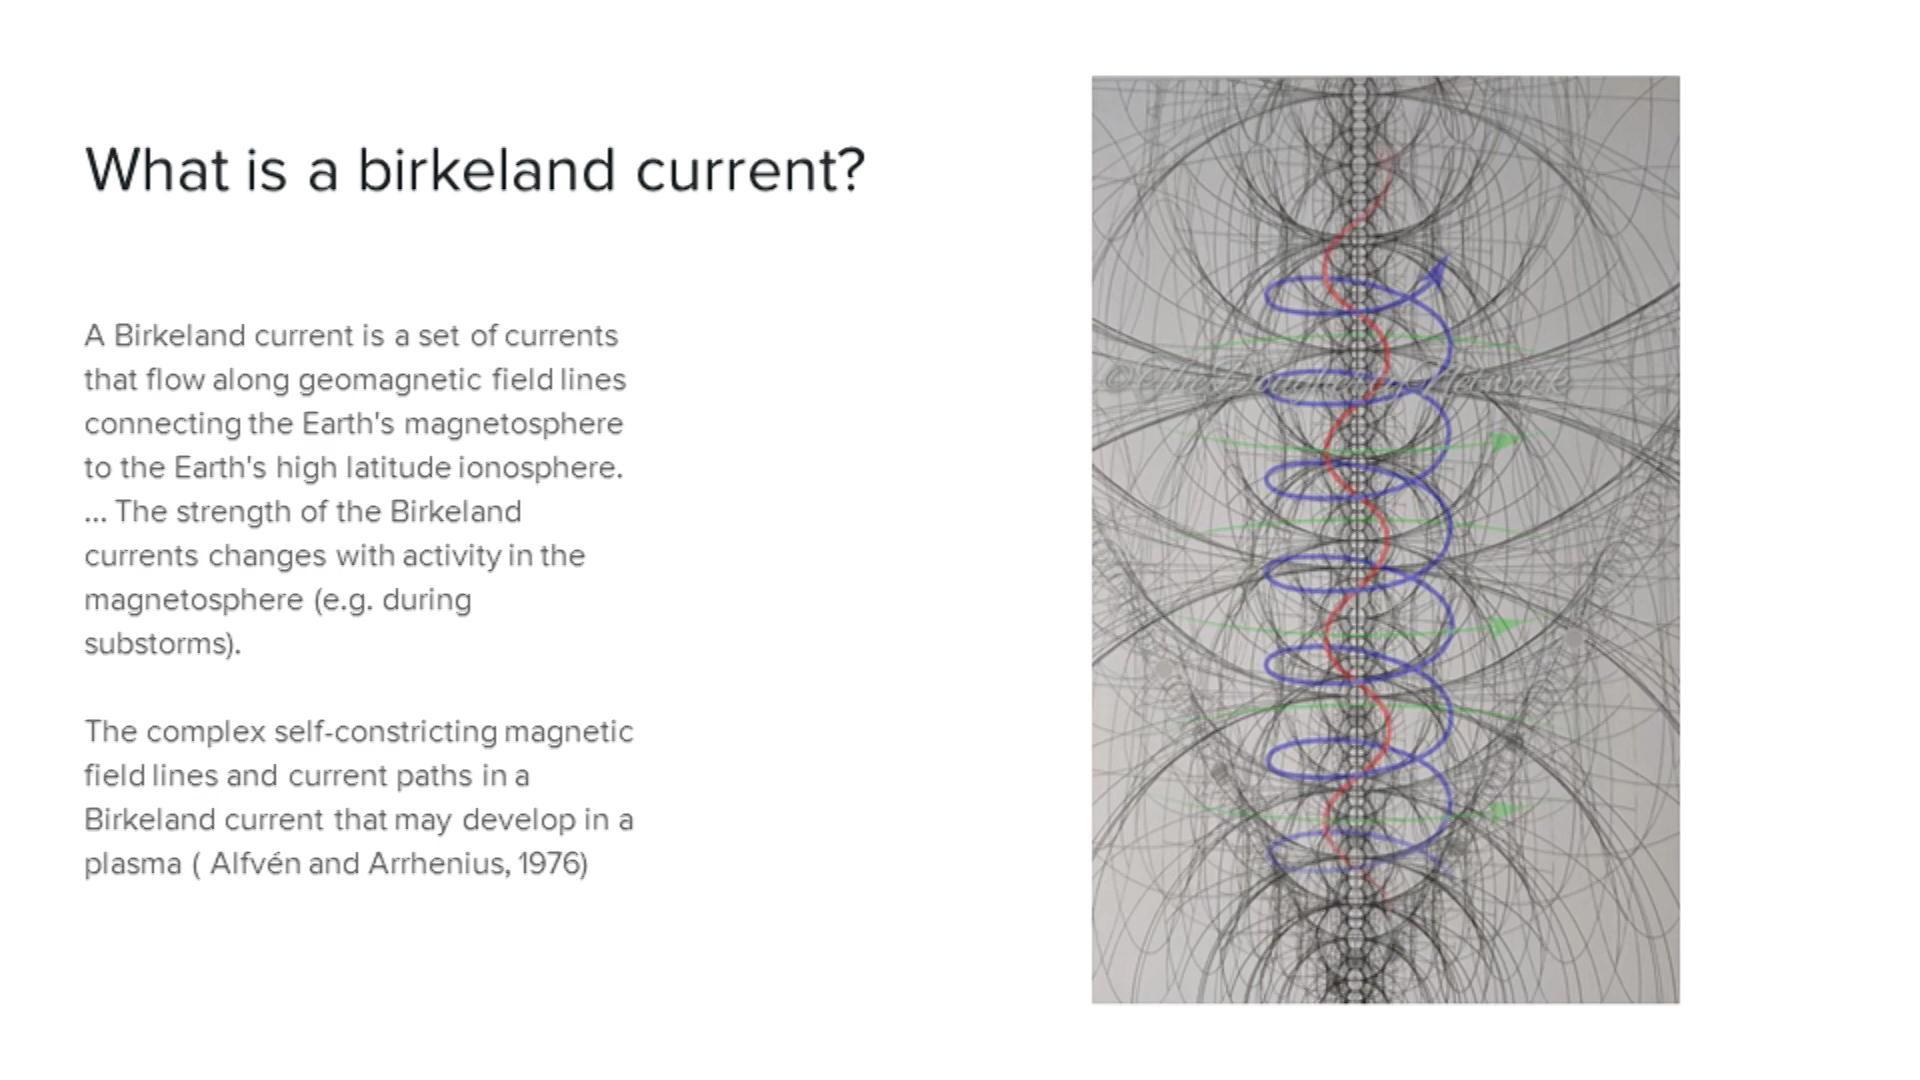 What is a birkeland current?
A Birkeland current is a set of currents
that flow along geomagnetic field lines
connecting the Earth's magnetosphere
to the Earth's high latitude ionosphere.
... The strength of the Birkeland
currents changes with activity in the
magnetosphere (e.g. during
substorms).
The complex self-constricting magnetic
field lines and current paths in a
Birkeland current that may develop in a
plasma ( Alfvén and Arrhenius, 1976)